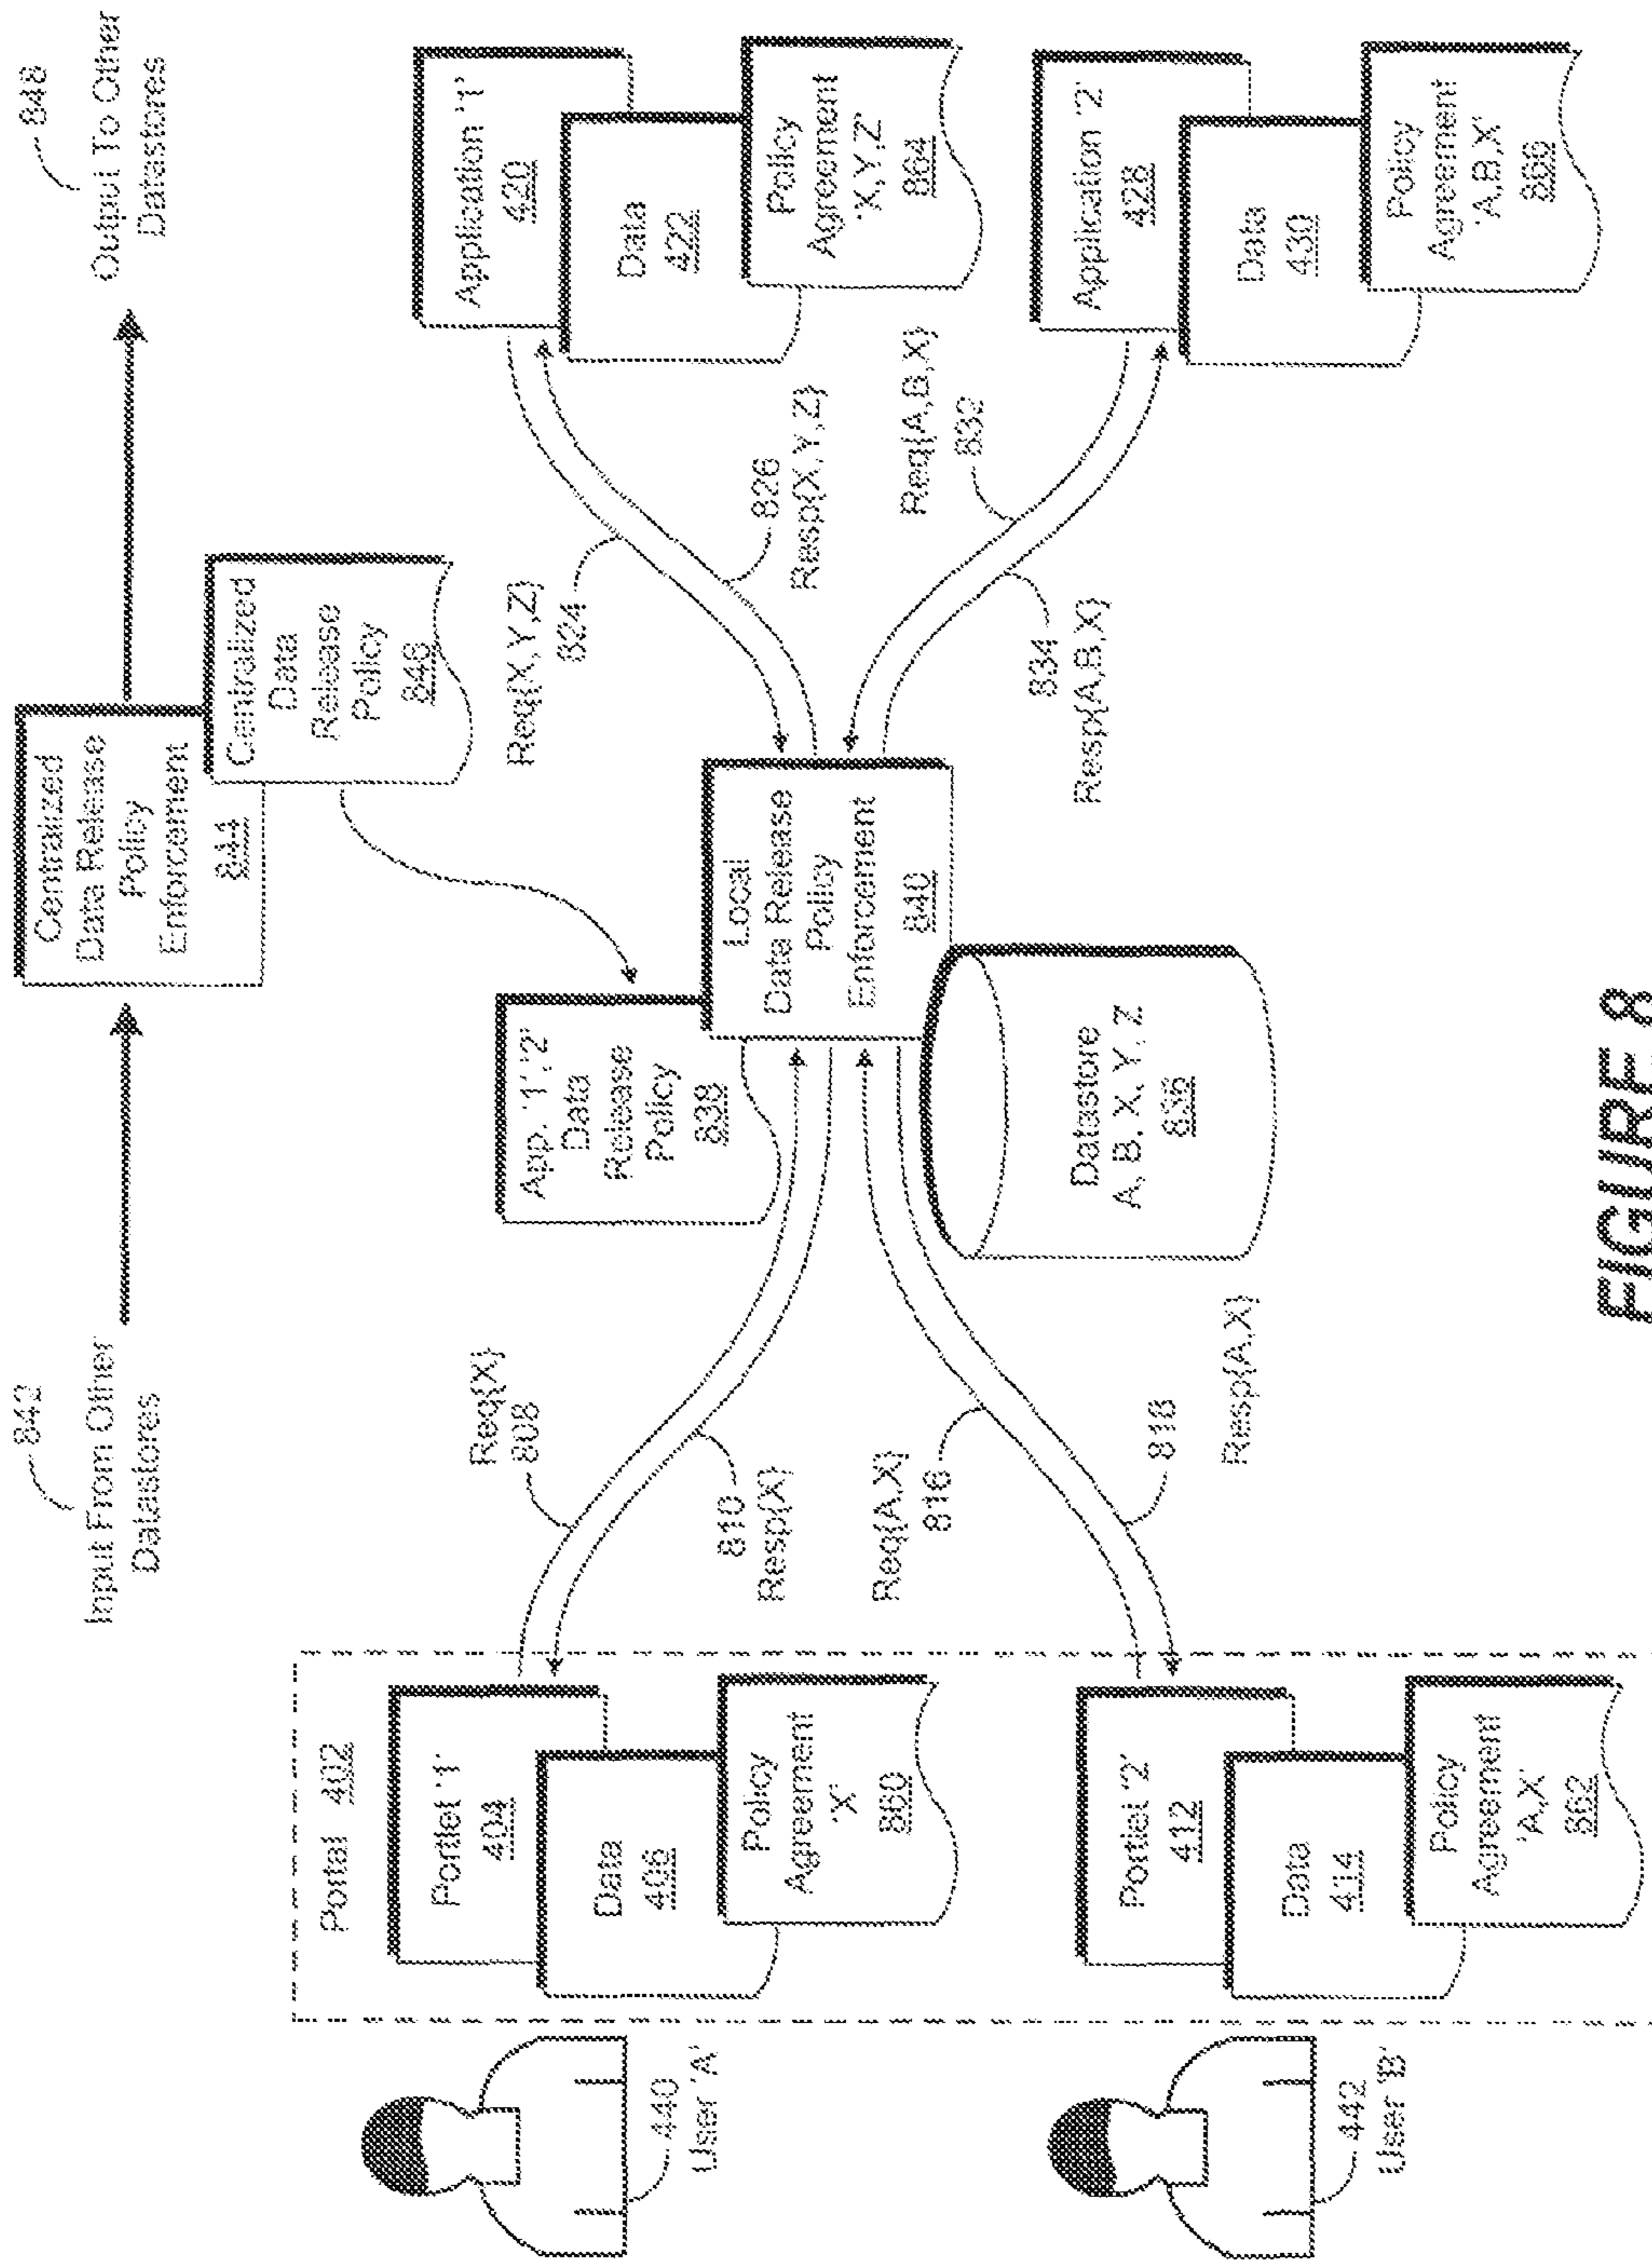 842
Input From Other
Datastores
848
Output To Other
Datastores
Centralized
Data Release
Policy
Enforcement
844
Centralized
Data
Release
Policy
846
Portal 402
Portlet '1'
404
Data
406
Policy
Agreement
'X'
860
Portlet '2'
412
Data
414
Policy
Agreement
'A,X'
862
440
User 'A'
442
User 'B'
Req{X}
808
810
Resp{X}
Req{A,X}
816
818
Resp{A,X}
App. '1','2'
Data
Release
Policy
838
Local
Data Release
Policy
Enforcement
840
Datastore
A, B, X, Y, Z
836
Req{X,Y,Z}
824
826
Resp{X,Y,Z}
Req{A,B,X}
832
834
Resp{A,B,X}
Application '1'
420
Data
422
Policy
Agreement
'X,Y,Z'
864
Application '2'
428
Data
430
Policy
Agreement
'A,B,X'
866
FIGURE 8